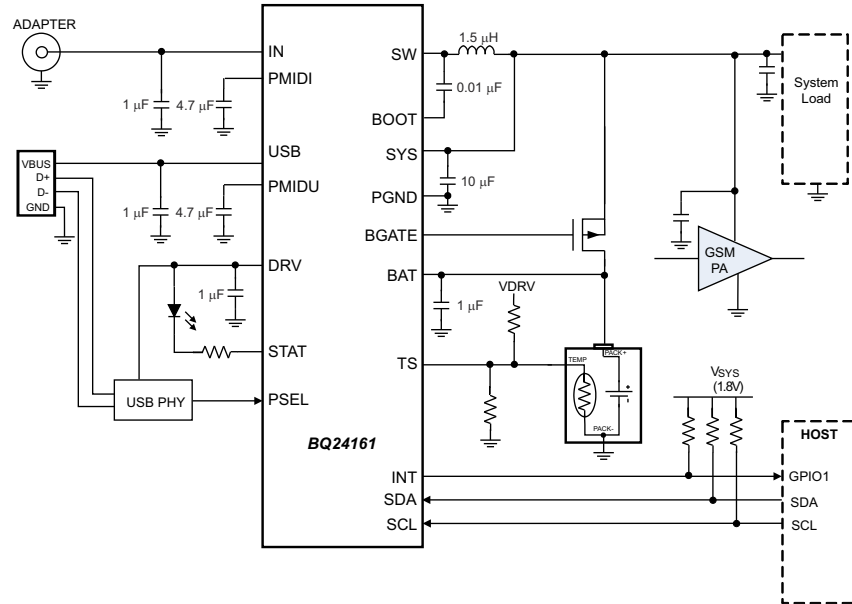 ADAPTER
IN
PMIDI
1 μF
4.7 μF
VBUS
D+
D-
GND
USB
PMIDU
1 μF
4.7 μF
DRV
1 μF
STAT
USB PHY
PSEL
BQ24161
SW
1.5 μH
0.01 μF
BOOT
SYS
10 μF
PGND
BGATE
BAT
1 μF
VDRV
TS
TEMP
PACK+
+
-
PACK-
INT
SDA
SCL
System
Load
GSM
PA
VSYS
(1.8V)
HOST
GPIO1
SDA
SCL